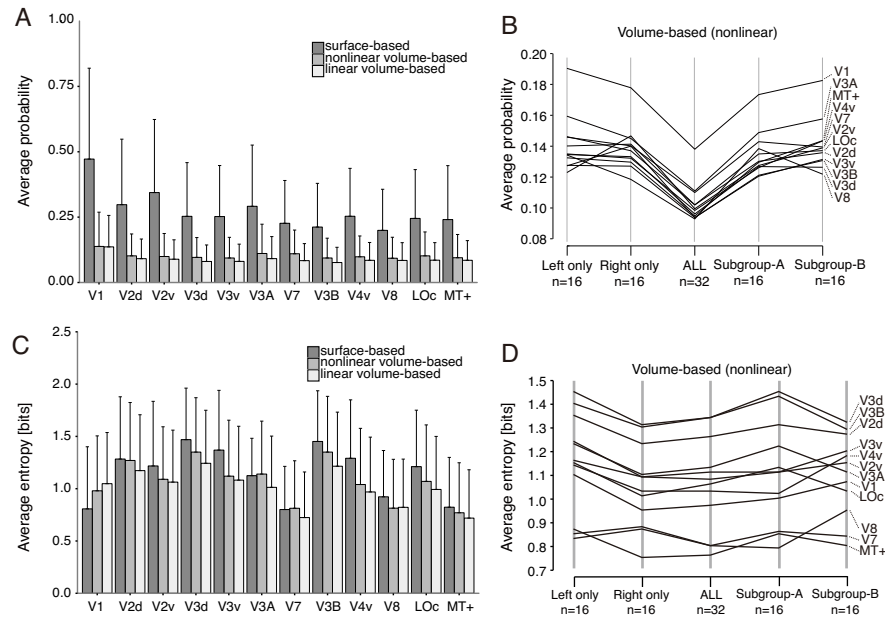 A
1.00
0.75
0.50
0.25
0.00
Average probability
surface-based
nonlinear volume-based
linear volume-based
V1 V2d V2v V3d V3v V3A V7 V3B V4v V8 LOc MT+
B
Volume-based (nonlinear)
0.20
0.18
0.16
0.14
0.12
0.10
0.08
Average probability
V1
V3A
MT+
V4v
V7
V2v
LOc
V2d
V3v
V3B
V3d
V8
Left only Right only ALL Subgroup-A Subgroup-B
n=16 n=16 n=32 n=16 n=16
C
2.5
2.0
1.5
1.0
0.5
0.0
Average entropy [bits]
surface-based
nonlinear volume-based
linear volume-based
V1 V2d V2v V3d V3v V3A V7 V3B V4v V8 LOc MT+
D
Volume-based (nonlinear)
1.5
1.4
1.3
1.2
1.1
1.0
0.9
0.8
0.7
Average entropy [bits]
V3d
V3B
V2d
V3v
V4v
V2v
V3A
V1
LOc
V8
V7
MT+
Left only Right only ALL Subgroup-A Subgroup-B
n=16 n=16 n=32 n=16 n=16